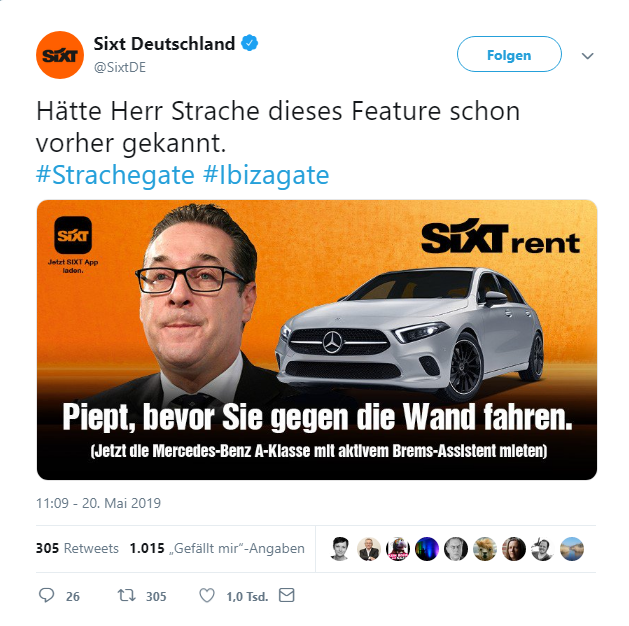 Sixt Deutschland
@SixtDE
Folgen
Hätte Herr Strache dieses Feature schon
vorher gekannt.
#Strachegate #Ibizagate
SIXT
Jetzt SIXT App
laden.
SIXT rent
Piept, bevor Sie gegen die Wand fahren.
(Jetzt die Mercedes-Benz A-Klasse mit aktivem Brems-Assistent mieten)
11:09 - 20. Mai 2019
305 Retweets 1.015 „Gefällt mir“-Angaben
26 305 1,0 Tsd.